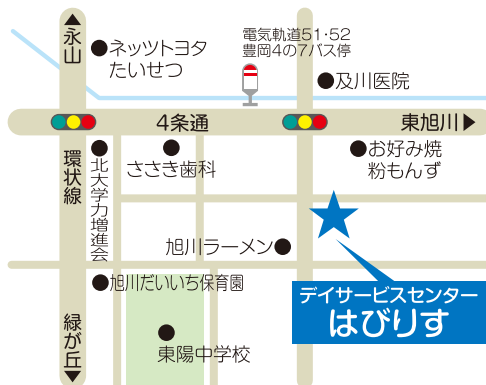 永山
ネッツトヨタ
たいせつ
電気軌道51・52
豊岡4の7バス停
及川医院
4条通
東旭川
環状線
北大学力増進会
ささき歯科
お好み焼
粉もんず
旭川ラーメン
旭川だいいち保育園
デイサービスセンター
はびりす
緑が丘
東陽中学校